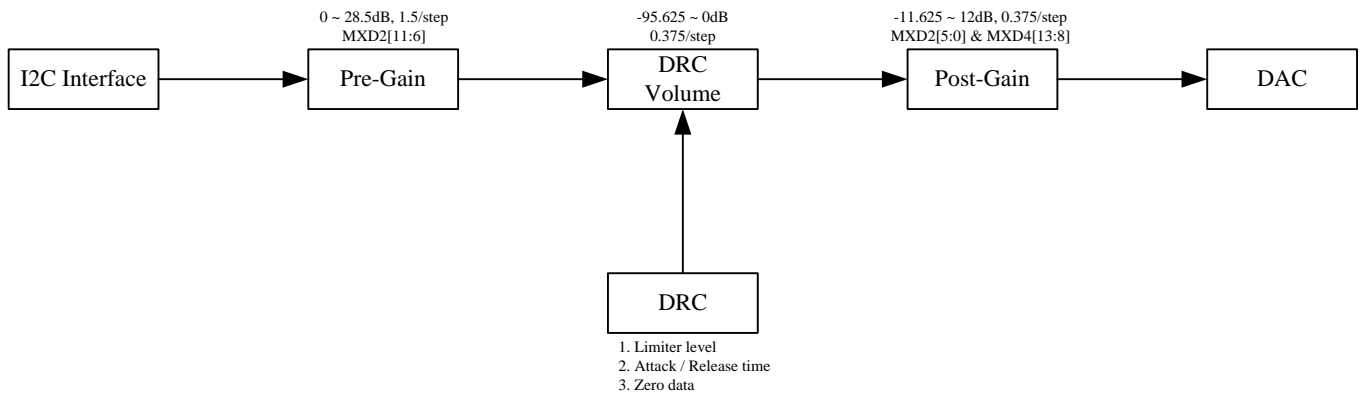 0 ~ 28.5dB, 1.5/step
MXD2[11:6]
-95.625 ~ 0dB
0.375/step
-11.625 ~ 12dB, 0.375/step
MXD2[5:0] & MXD4[13:8]
I2C Interface
Pre-Gain
DRC
Volume
Post-Gain
DAC
DRC
1. Limiter level
2. Attack / Release time
3. Zero data